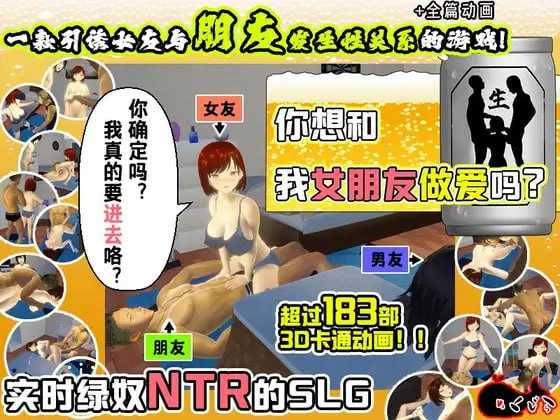 +全篇动画
一款引诱女友与朋友发生性关系的游戏!
生
女友
你想和
我女朋友做爱吗?
你确定吗?
我真的要进去咯?
男友
超过183部
3D卡通动画!!
朋友
实时绿奴NTR的SLG